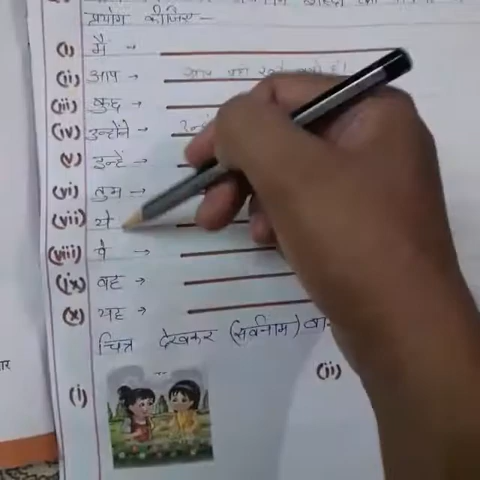 प्रयोग कीजिए -
(i) मैं →
(ii) आप →
(iii) कुछ →
(iv) उन्होंने →
(v) इन्हें →
(vi) तुम →
(vii) ये
(viii) वे →
(ix) वह →
(x) यह →
चित्र देखकर (सर्वनाम)
(i)
(ii)